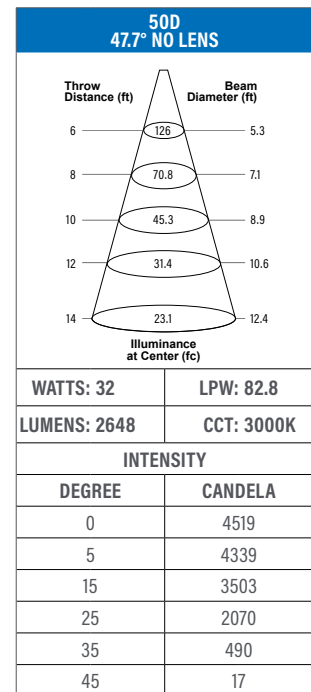 50D
47.7° NO LENS
Throw Distance (ft)
Beam Diameter (ft)
6 126 5.3
8 70.8 7.1
10 45.3 8.9
12 31.4 10.6
14 23.1 12.4
Illuminance
at Center (fc)
WATTS: 32 LPW: 82.8
LUMENS: 2648 CCT: 3000K
INTENSITY
DEGREE CANDELA
0 4519
5 4339
15 3503
25 2070
35 490
45 17